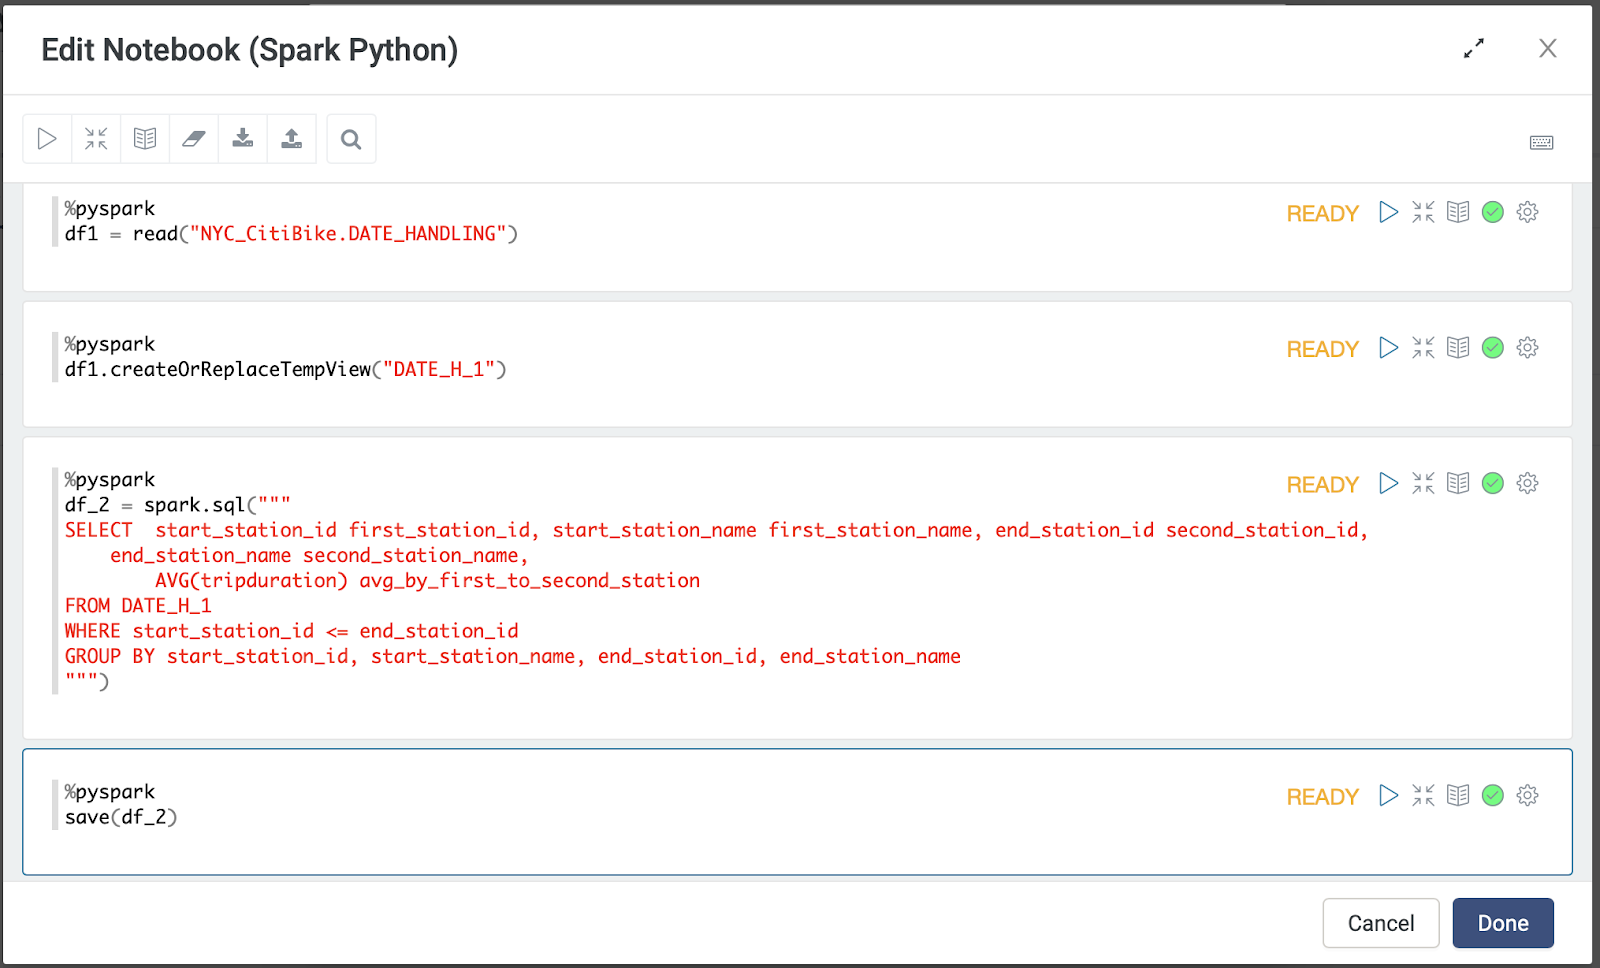 Edit Notebook (Spark Python)
%pyspark
df1 = read("NYC_CitiBike.DATE_HANDLING")
READY
%pyspark
df1.createOrReplaceTempView("DATE_H_1")
READY
%pyspark
df_2 = spark.sql("""
SELECT  start_station_id first_station_id, start_station_name first_station_name, end_station_id second_station_id,
    end_station_name second_station_name,
        AVG(tripduration) avg_by_first_to_second_station
FROM DATE_H_1
WHERE start_station_id <= end_station_id
GROUP BY start_station_id, start_station_name, end_station_id, end_station_name
""")
READY
%pyspark
save(df_2)
READY
Cancel
Done